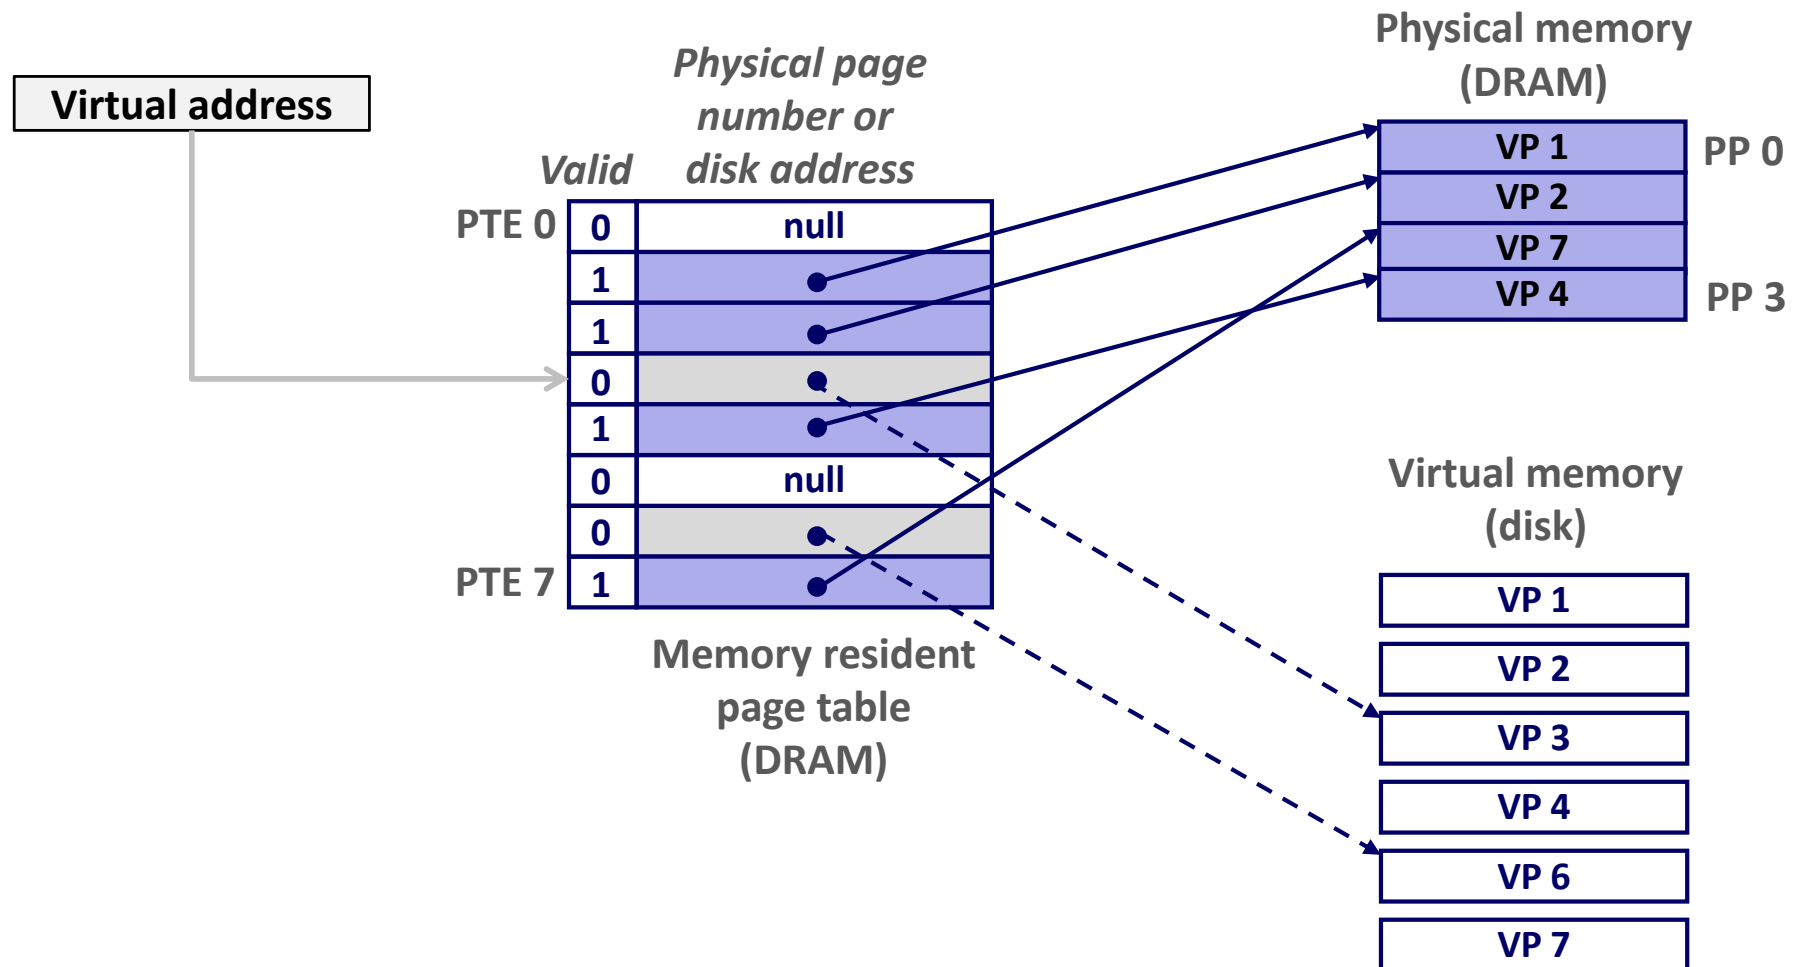 Virtual address
Physical page
number or
disk address
Valid
PTE 0
0 null
1
1
0
1
0 null
0
PTE 7 1
Memory resident
page table
(DRAM)
Physical memory
(DRAM)
VP 1 PP 0
VP 2
VP 7
VP 4 PP 3
Virtual memory
(disk)
VP 1
VP 2
VP 3
VP 4
VP 6
VP 7